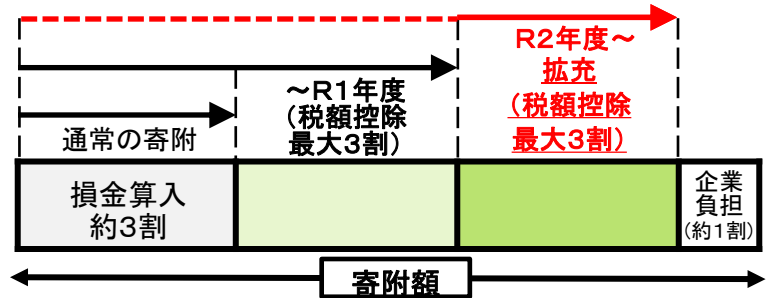 R2年度～
拡充
（税額控除
最大3割）
～R1年度
（税額控除
最大3割）
通常の寄附
損金算入
約3割
企業
負担
（約1割）
寄附額